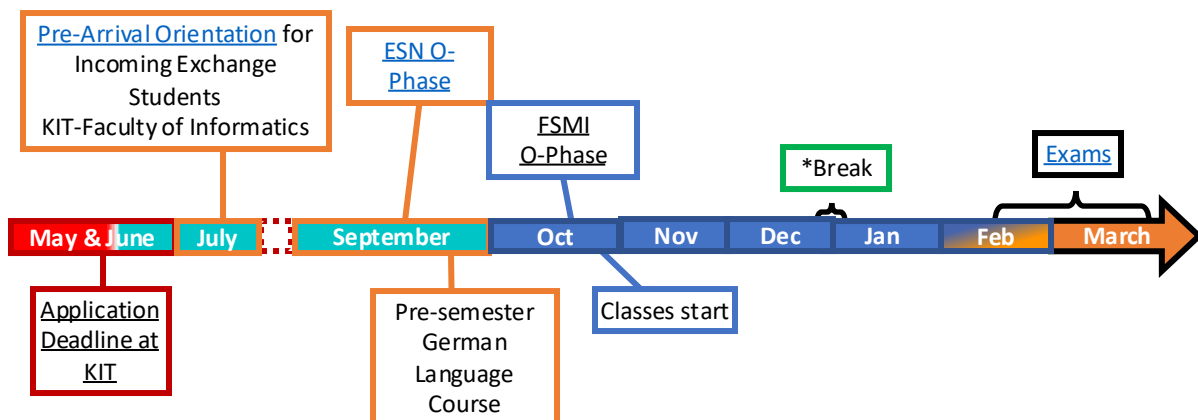 Pre-Arrival Orientation for
Incoming Exchange
Students
KIT-Faculty of Informatics
ESN O-
Phase
FSMI
O-Phase
*Break
Exams
May & June
July
September
Oct
Nov
Dec
Jan
Feb
March
Application
Deadline at
KIT
Pre-semester
German
Language
Course
Classes start